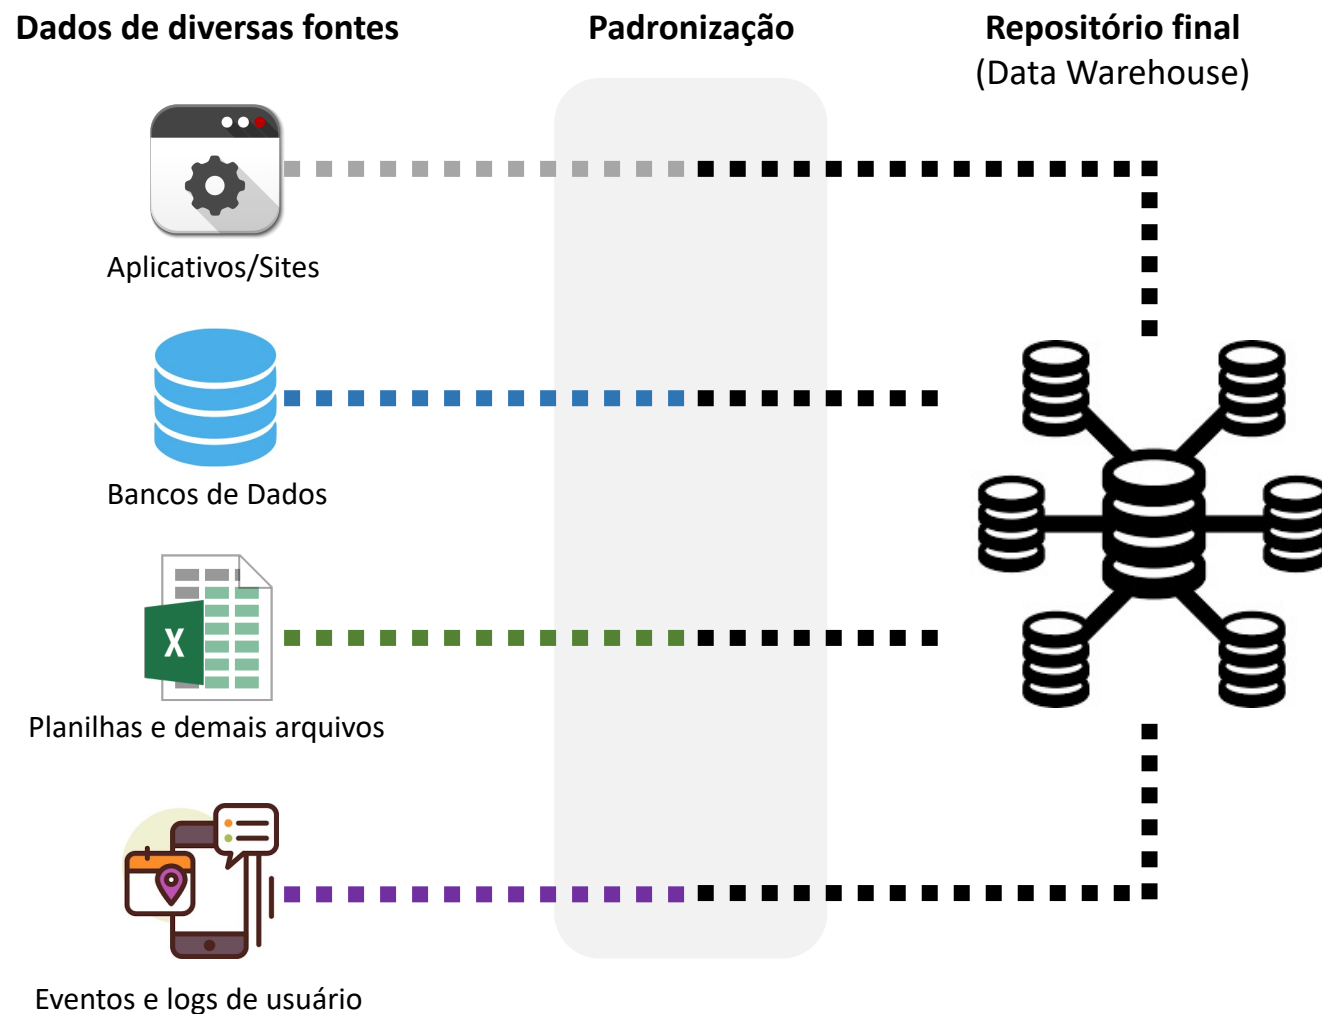 Dados de diversas fontes
Padronização
Repositório final
(Data Warehouse)
Aplicativos/Sites
Bancos de Dados
X
Planilhas e demais arquivos
Eventos e logs de usuário